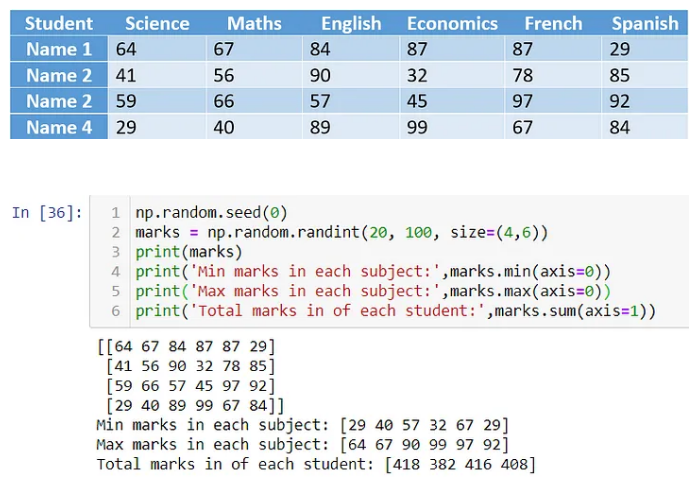 Student Science Maths English Economics French Spanish
Name 1 64 67 84 87 87 29
Name 2 41 56 90 32 78 85
Name 2 59 66 57 45 97 92
Name 4 29 40 89 99 67 84
In [36]:
1 np.random.seed(0)
2 marks = np.random.randint(20, 100, size=(4,6))
3 print(marks)
4 print('Min marks in each subject:',marks.min(axis=0))
5 print('Max marks in each subject:',marks.max(axis=0))
6 print('Total marks in of each student:',marks.sum(axis=1))
[[64 67 84 87 87 29]
[41 56 90 32 78 85]
[59 66 57 45 97 92]
[29 40 89 99 67 84]]
Min marks in each subject: [29 40 57 32 67 29]
Max marks in each subject: [64 67 90 99 97 92]
Total marks in of each student: [418 382 416 408]